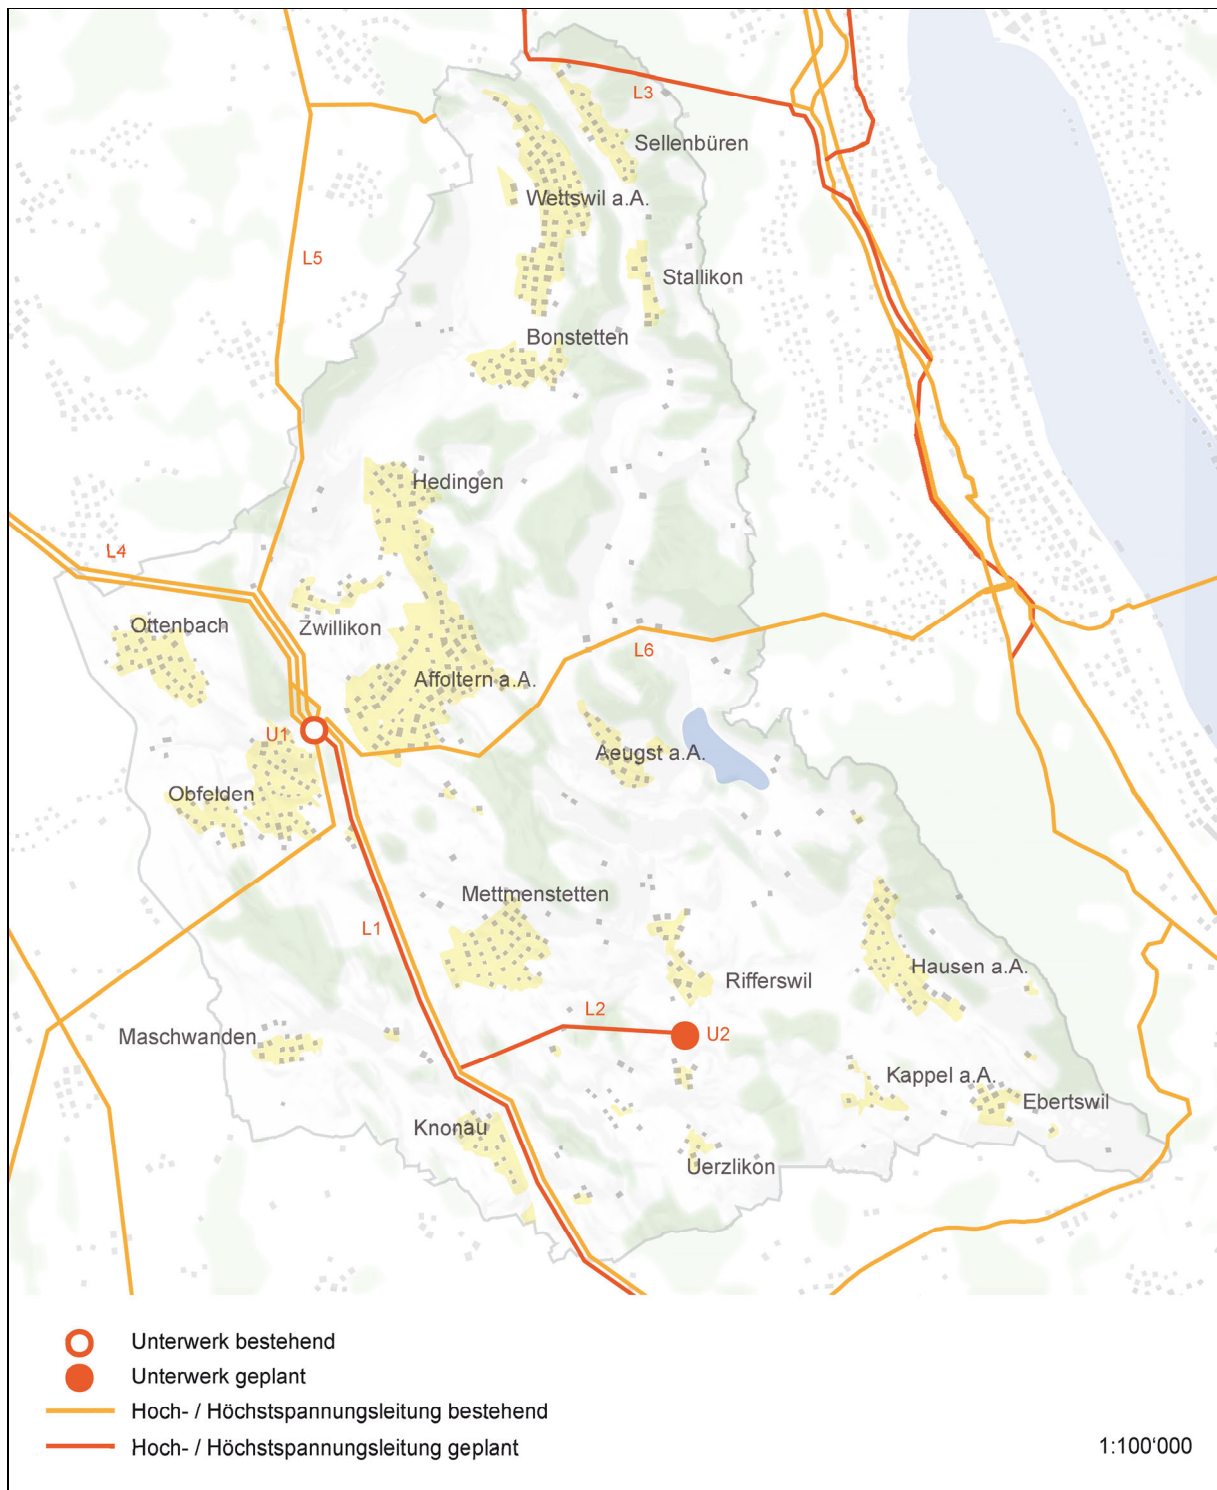 L3
Sellenbüren
Wettswil a.A.
L5
Stallikon
Bonstetten
Hedingen
L4
Ottenbach
Zwillikon
L6
Affoltern a.A.
U1
Aeugst a.A.
Obfelden
Mettmenstetten
L1
Hausen a.A.
Rifferswil
L2
U2
Maschwanden
Kappel a.A.
Ebertswil
Knonau
Uerzlikon
Unterwerk bestehend
Unterwerk geplant
Hoch- / Höchstspannungsleitung bestehend
Hoch- / Höchstspannungsleitung geplant
1:100‘000